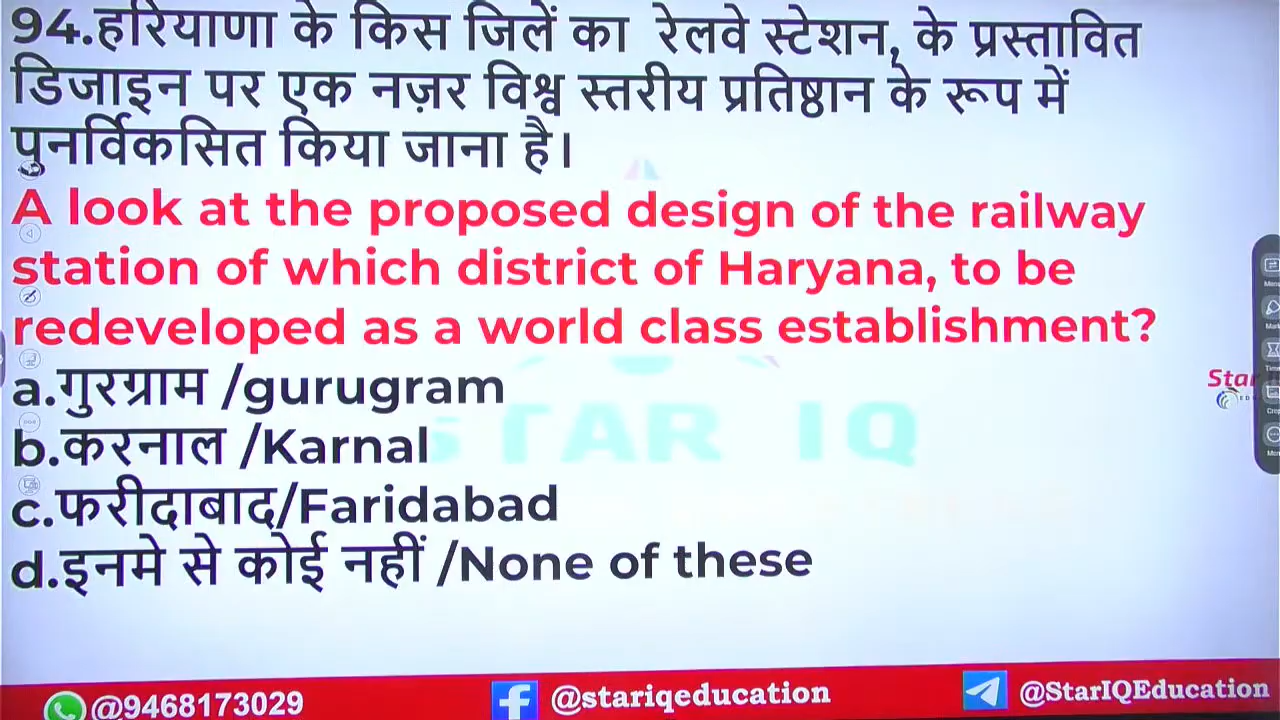 94.हरियाणा के किस जिलें का रेलवे स्टेशन, के प्रस्तावित
डिजाइन पर एक नज़र विश्व स्तरीय प्रतिष्ठान के रूप में
पुनर्विकसित किया जाना है।
A look at the proposed design of the railway
station of which district of Haryana, to be
redeveloped as a world class establishment?
a.गुरग्राम /gurugram
b.करनाल /Karnal
c.फरीदाबाद/Faridabad
d.इनमे से कोई नहीं /None of these
STAR IQ
Star
@9468173029
@stariqeducation
@StarIQEducation